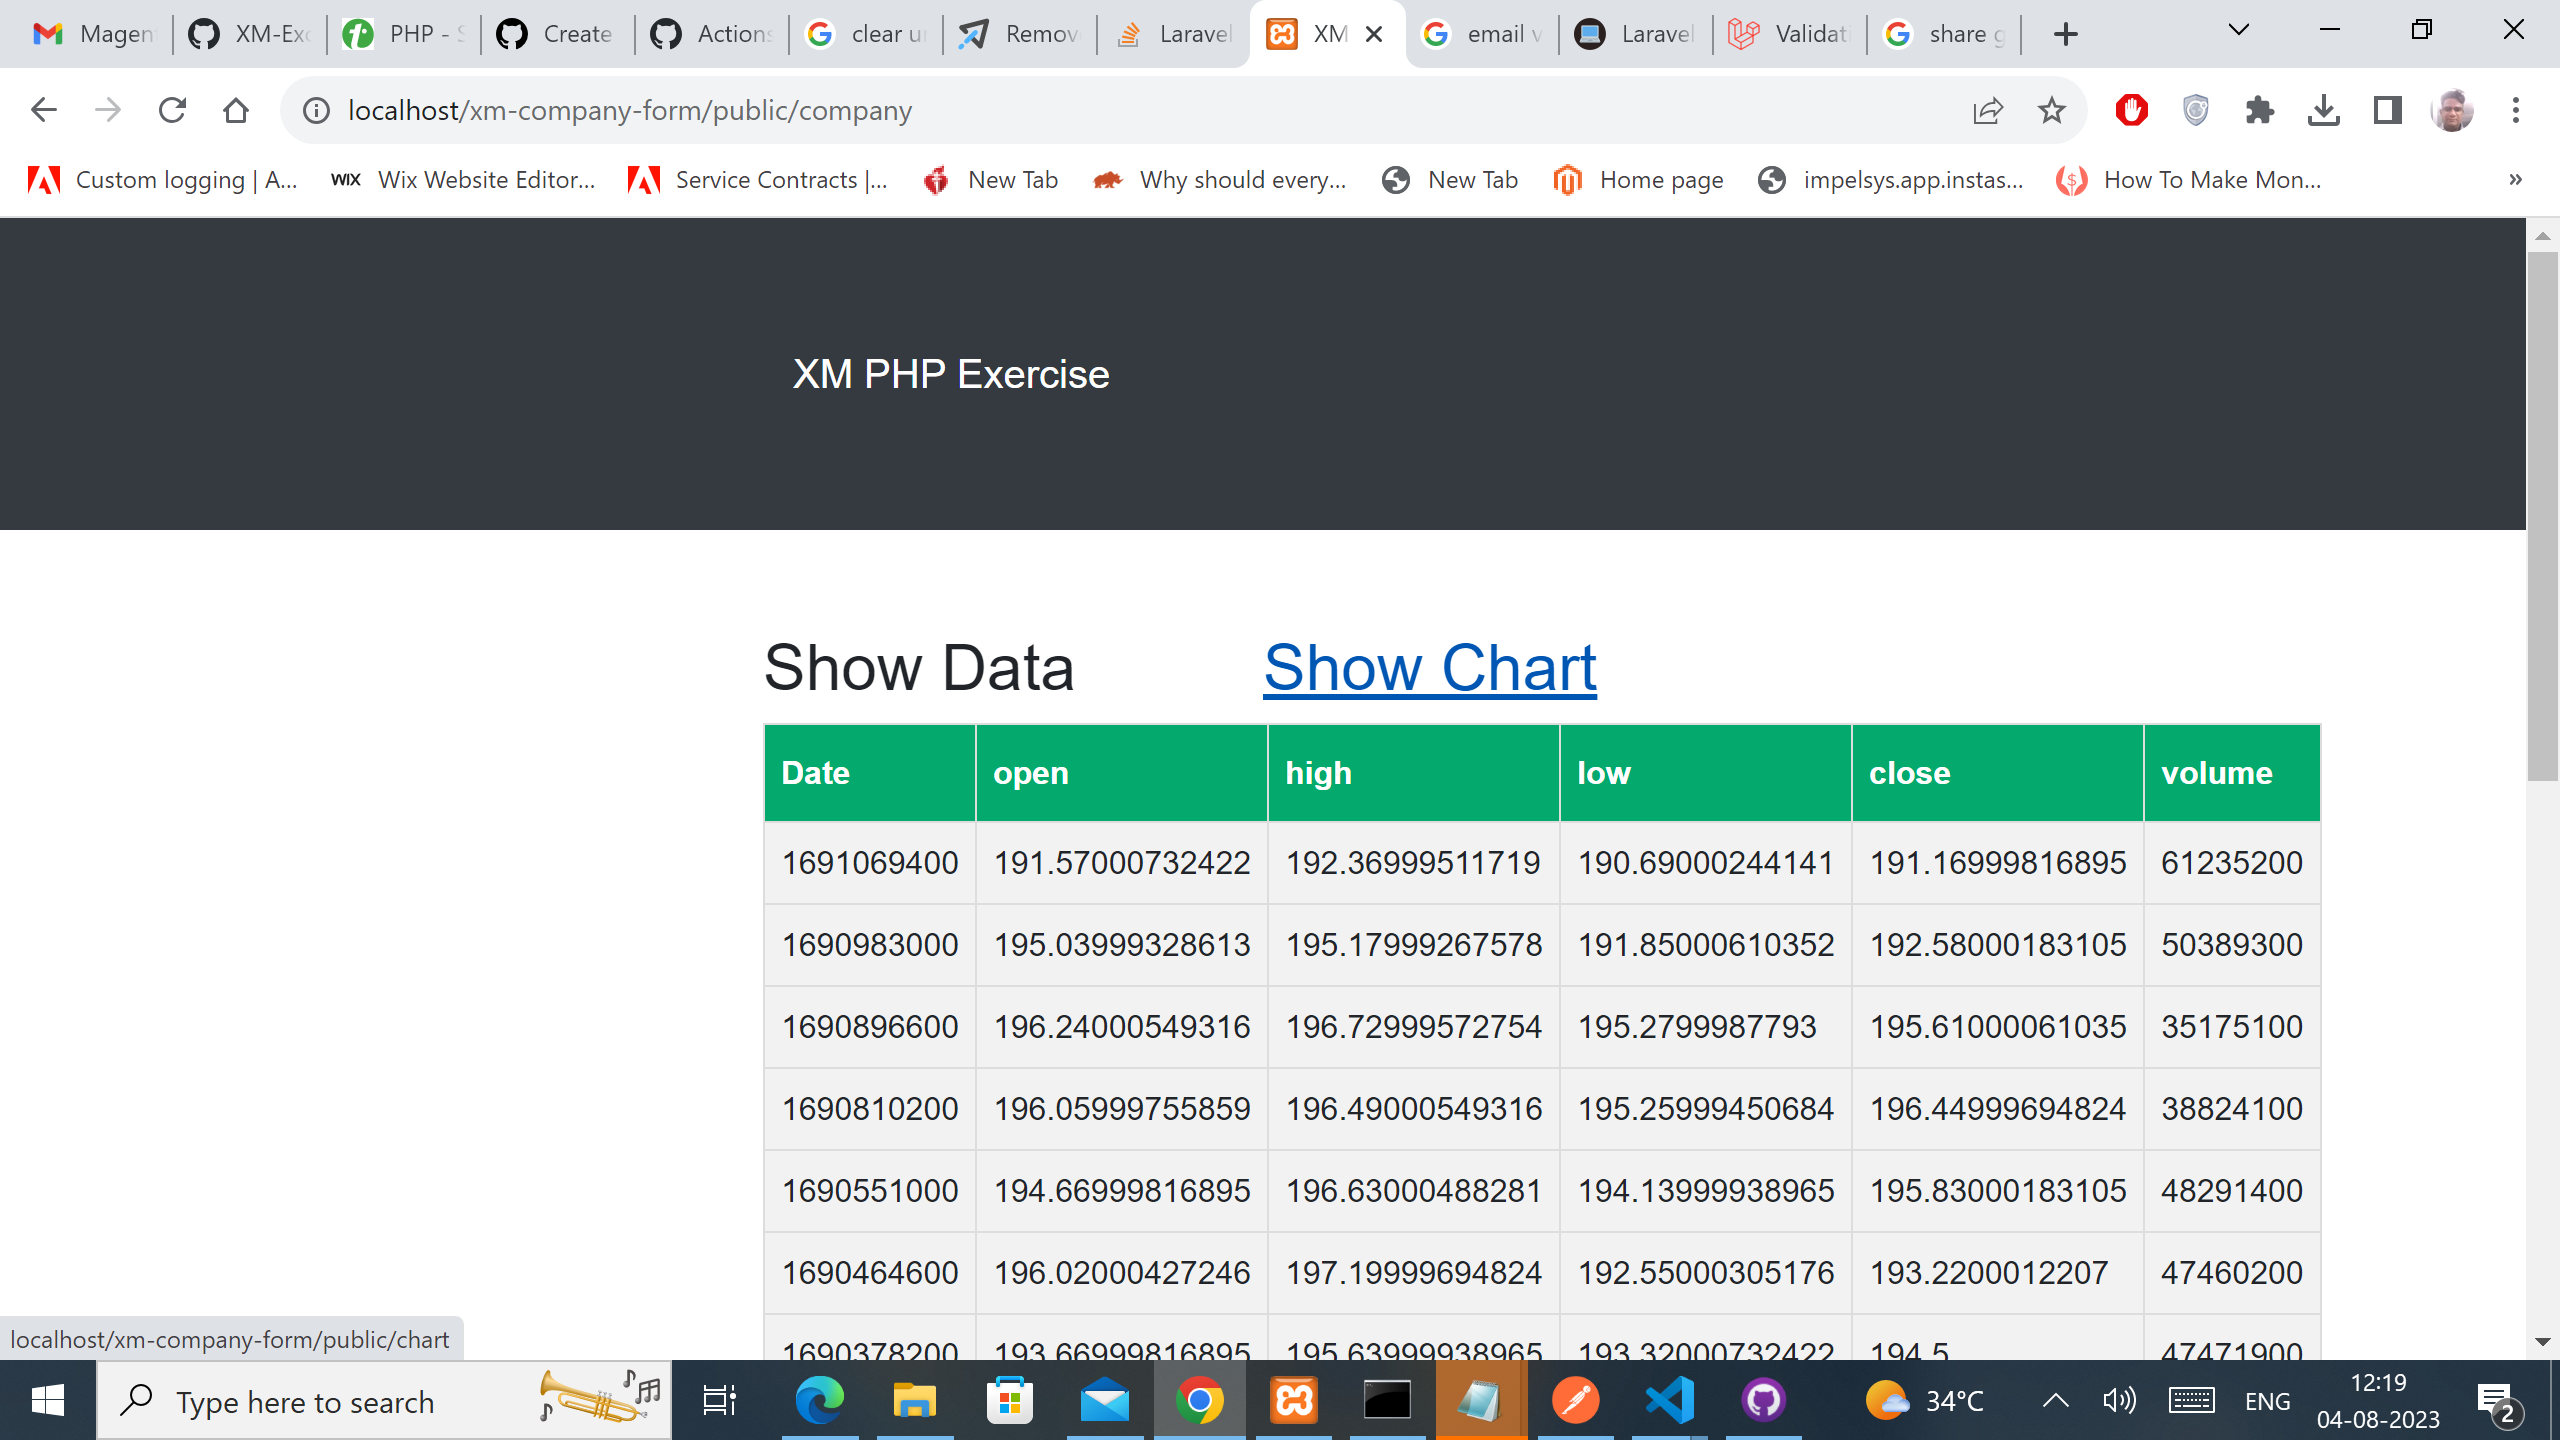 Magent XM-Exc PHP - S Create Actions clear ur Remov Laravel XM email v Laravel Validati share g
localhost/xm-company-form/public/company
Custom logging | A... WIX Wix Website Editor... Service Contracts |... New Tab Why should every... New Tab Home page impelsys.app.instas... How To Make Mon... »
XM PHP Exercise
Show Data Show Chart
Date open high low close volume
1691069400 191.57000732422 192.36999511719 190.69000244141 191.16999816895 61235200
1690983000 195.03999328613 195.17999267578 191.85000610352 192.58000183105 50389300
1690896600 196.24000549316 196.72999572754 195.2799987793 195.61000061035 35175100
1690810200 196.05999755859 196.49000549316 195.25999450684 196.44999694824 38824100
1690551000 194.66999816895 196.63000488281 194.13999938965 195.83000183105 48291400
1690464600 196.02000427246 197.19999694824 192.55000305176 193.2200012207 47460200
1690378200 193.66999816895 195.63999938965 193.32000732422 194.5 47471900
localhost/xm-company-form/public/chart
Type here to search 34°C ENG 12:19
04-08-2023 2